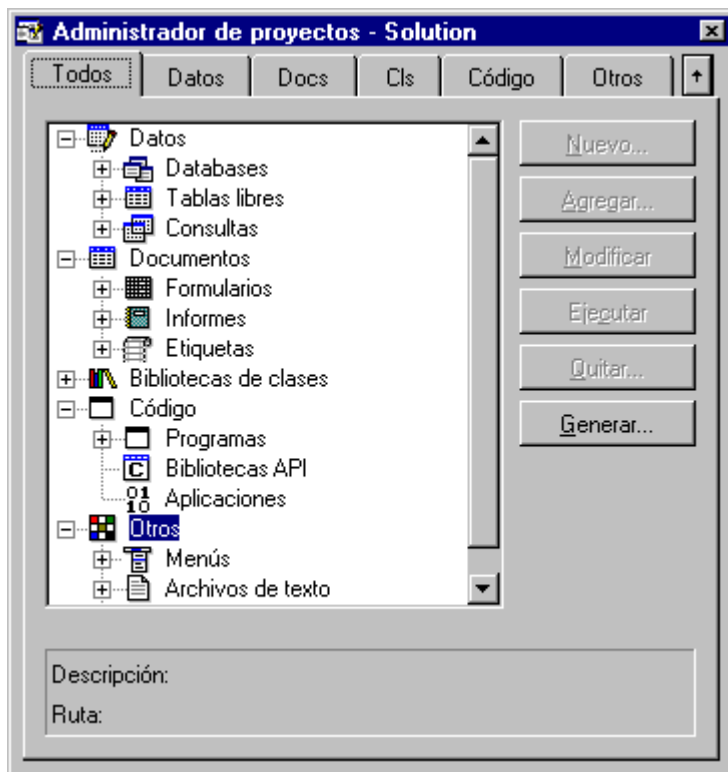 Administrador de proyectos - Solution
Todos Datos Docs Cls Código Otros
Datos
Databases
Tablas libres
Consultas
Documentos
Formularios
Informes
Etiquetas
Bibliotecas de clases
Código
Programas
Bibliotecas API
Aplicaciones
Otros
Menús
Archivos de texto
Nuevo...
Agregar...
Modificar
Ejecutar
Quitar...
Generar...
Descripción:
Ruta: